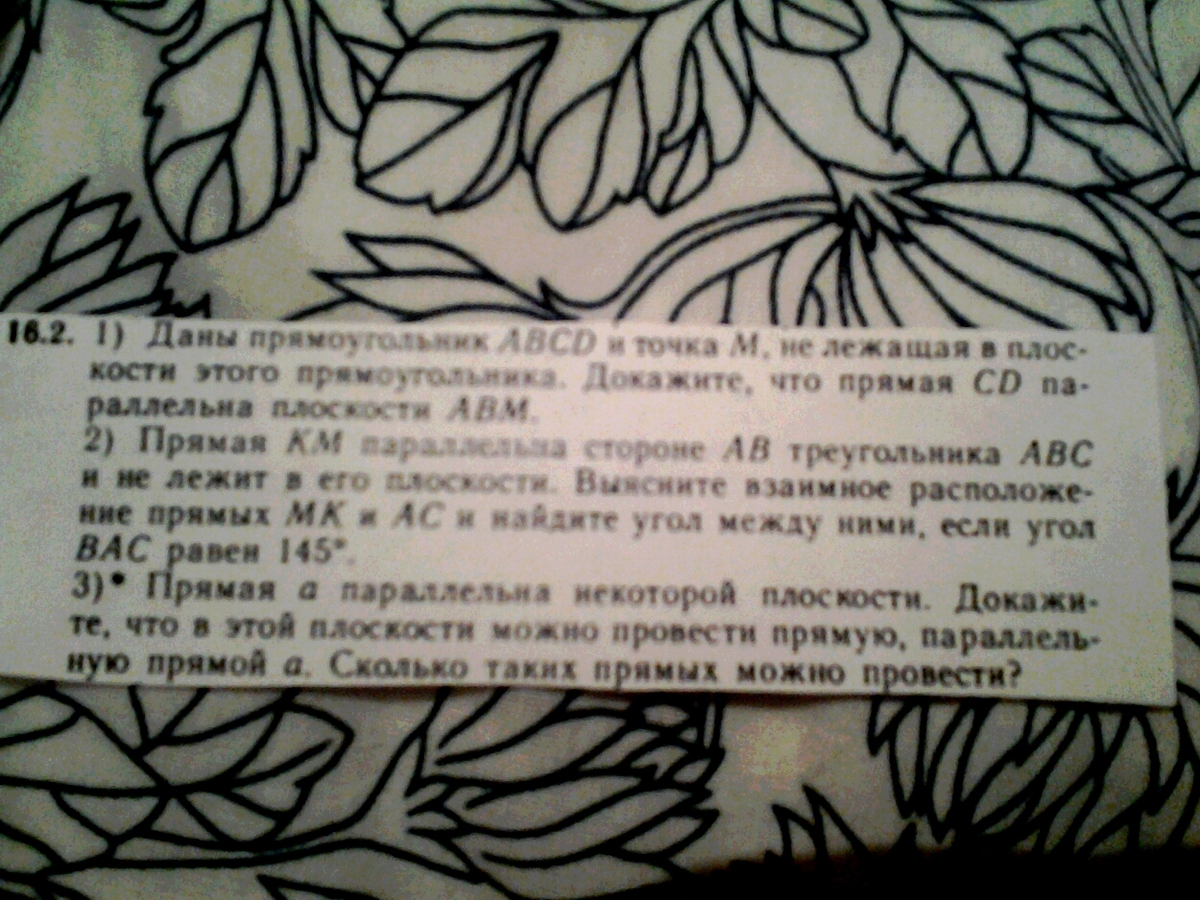 16.2. 1) Даны прямоугольник ABCD и точка M, не лежащая в плос-
кости этого прямоугольника. Докажите, что прямая CD па-
раллельна плоскости ABM.
2) Прямая KM параллельна стороне AB треугольника ABC
и не лежит в его плоскости. Выясните взаимное расположе-
ние прямых MK и AC и найдите угол между ними, если угол
BAC равен 145°.
3)• Прямая a параллельна некоторой плоскости. Докажи-
те, что в этой плоскости можно провести прямую, параллель-
ную прямой a. Сколько таких прямых можно провести?